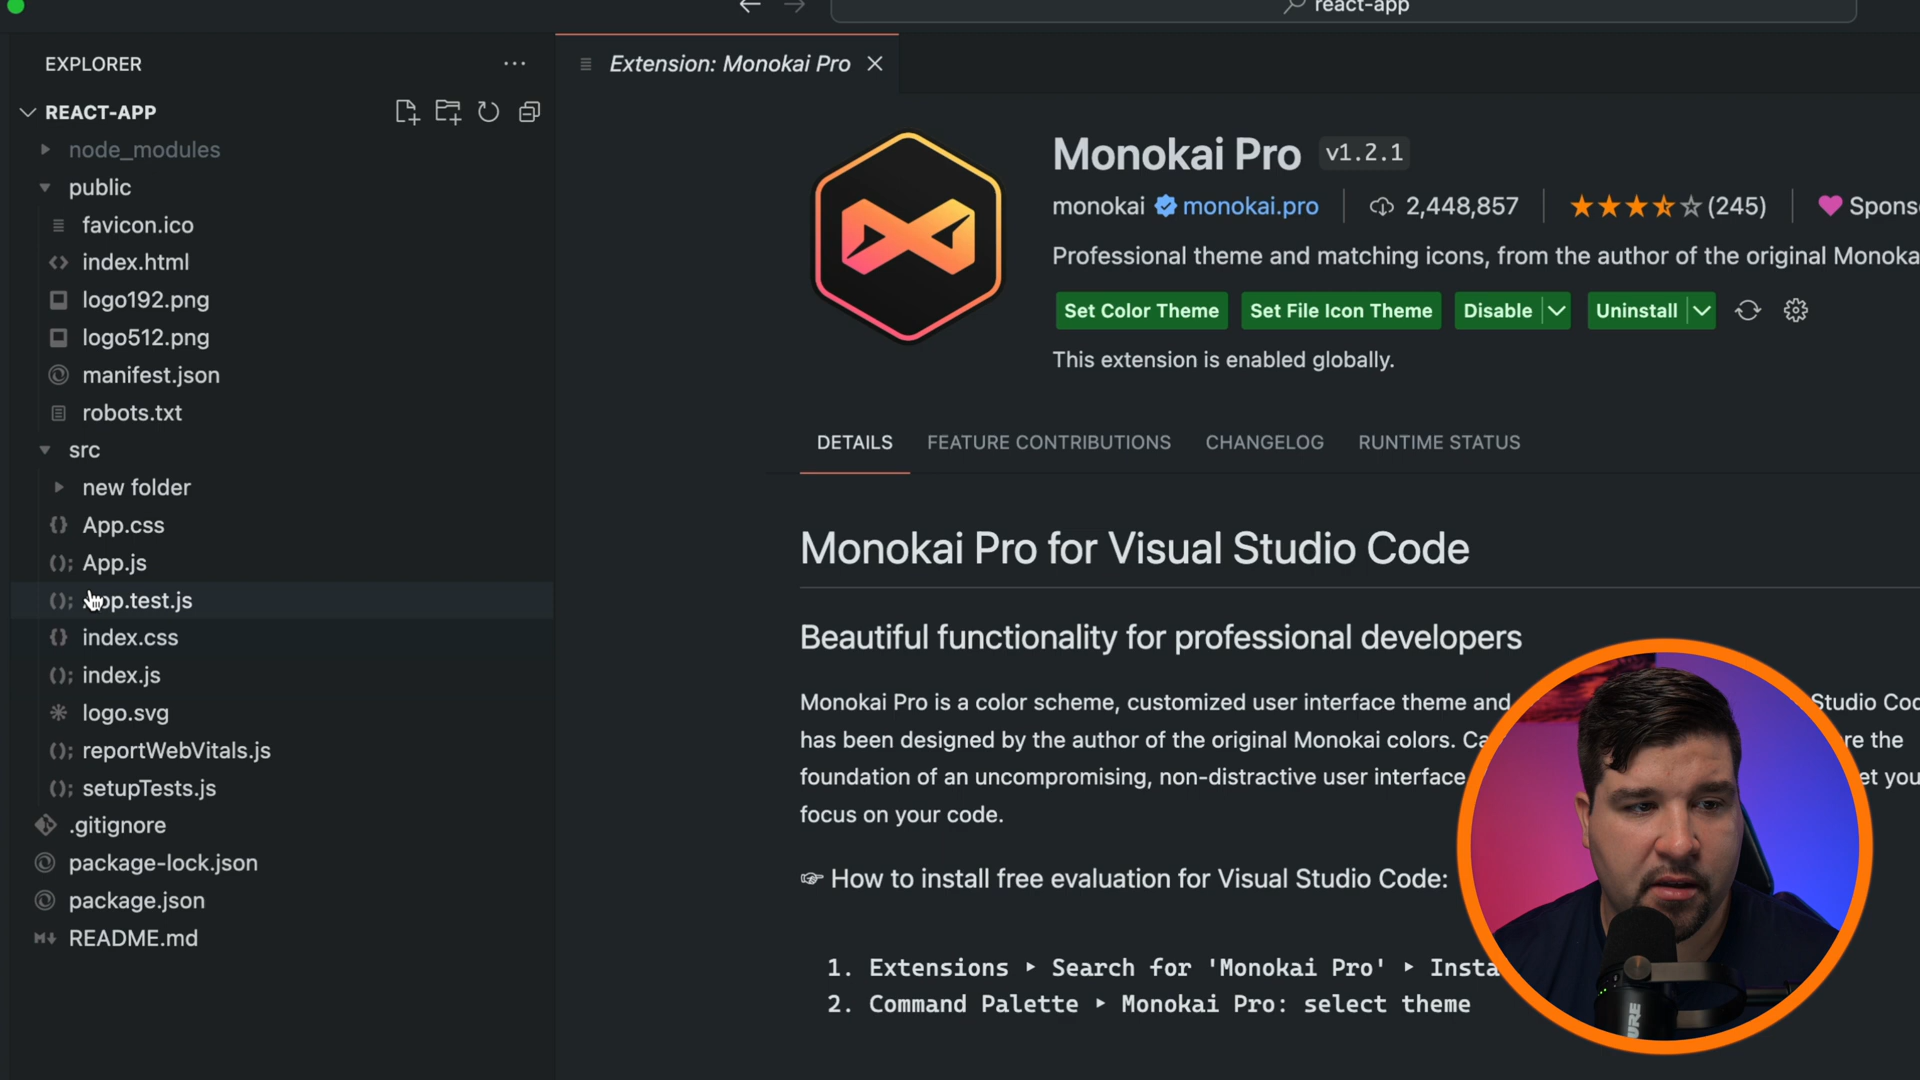 react-app
EXPLORER
Extension: Monokai Pro
REACT-APP
node_modules
public
favicon.ico
index.html
logo192.png
logo512.png
manifest.json
robots.txt
src
new folder
App.css
App.js
pp.test.js
index.css
index.js
logo.svg
reportWebVitals.js
setupTests.js
.gitignore
package-lock.json
package.json
README.md
Monokai Pro v1.2.1
monokai monokai.pro 2,448,857 (245) Spons
Professional theme and matching icons, from the author of the original Monoka
Set Color Theme Set File Icon Theme Disable Uninstall
This extension is enabled globally.
DETAILS FEATURE CONTRIBUTIONS CHANGELOG RUNTIME STATUS
Monokai Pro for Visual Studio Code
Beautiful functionality for professional developers
Monokai Pro is a color scheme, customized user interface theme and Studio Cod
has been designed by the author of the original Monokai colors. Ca re the
foundation of an uncompromising, non-distractive user interface et you
focus on your code.
☞ How to install free evaluation for Visual Studio Code:
1. Extensions ▸ Search for 'Monokai Pro' ▸ Insta
2. Command Palette ▸ Monokai Pro: select theme
URE